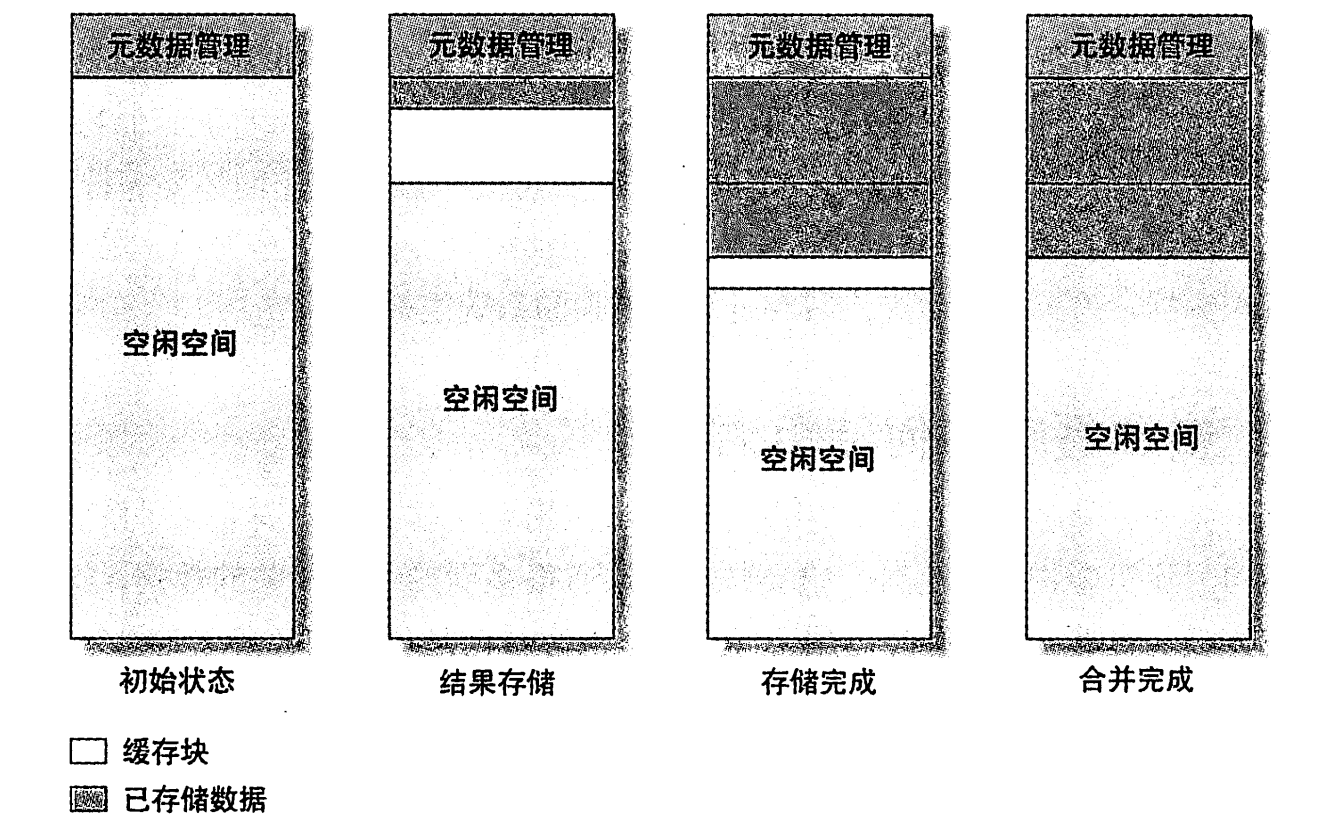 元数据管理
元数据管理
元数据管理
元数据管理
空闲空间
空闲空间
空闲空间
空闲空间
初始状态
结果存储
存储完成
合并完成
缓存块
已存储数据